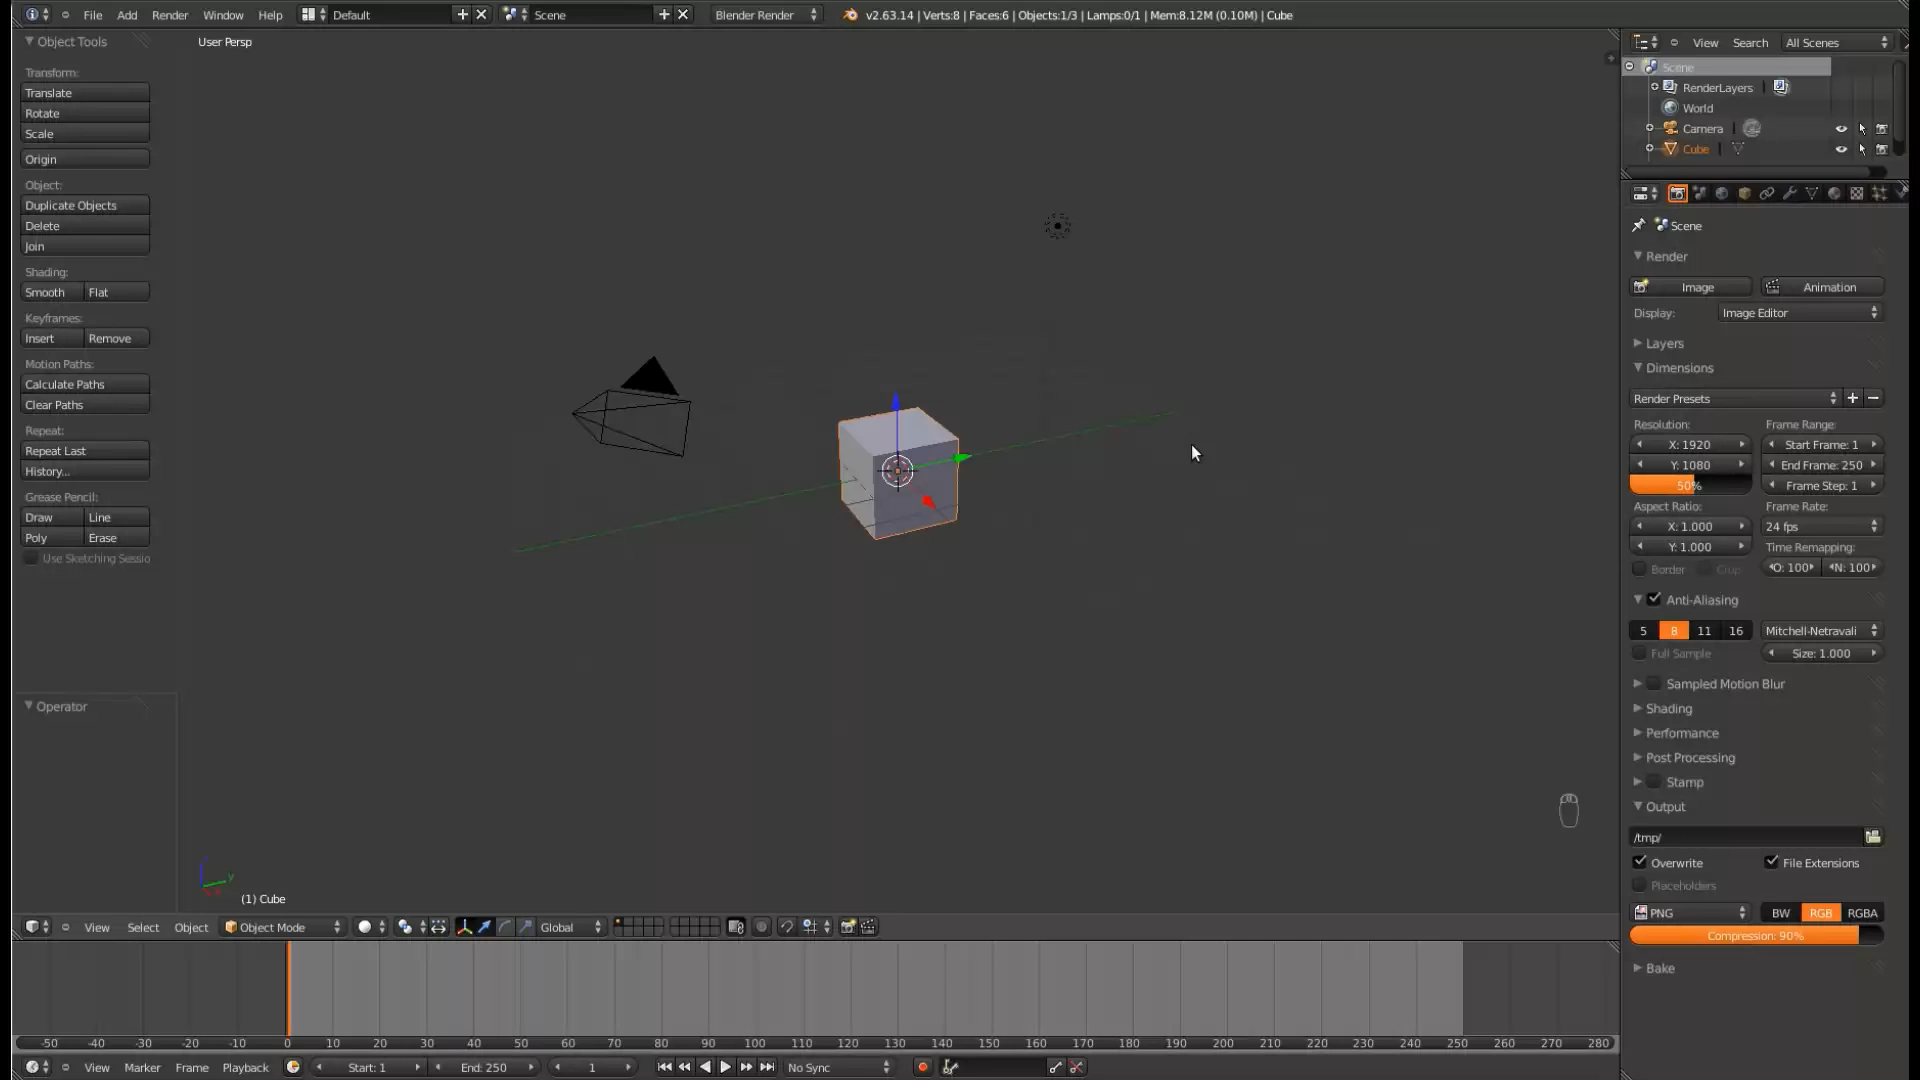 File Add Render Window Help Default Scene Blender Render v2.63.14 | Verts:8 | Faces:6 | Objects:1/3 | Lamps:0/1 | Mem:8.12M (0.10M) | Cube
Object Tools
Transform:
Translate
Rotate
Scale
Origin
Object:
Duplicate Objects
Delete
Join
Shading:
Smooth Flat
Keyframes:
Insert Remove
Motion Paths:
Calculate Paths
Clear Paths
Repeat:
Repeat Last
History...
Grease Pencil:
Draw Line
Poly Erase
Use Sketching Sessio
Operator
User Persp
(1) Cube
View Select Object Object Mode Global
-50 -40 -30 -20 -10 0 10 20 30 40 50 60 70 80 90 100 110 120 130 140 150 160 170 180 190 200 210 220 230 240 250 260 270 280
View Marker Frame Playback Start: 1 End: 250 1 No Sync
View Search All Scenes
Scene
RenderLayers
World
Camera
Cube
Scene
Render
Image Animation
Display: Image Editor
Layers
Dimensions
Render Presets
Resolution: Frame Range:
X: 1920 Start Frame: 1
Y: 1080 End Frame: 250
50% Frame Step: 1
Aspect Ratio: Frame Rate:
X: 1.000 24 fps
Y: 1.000 Time Remapping:
Border Crop O: 100 N: 100
Anti-Aliasing
5 8 11 16 Mitchell-Netravali
Full Sample Size: 1.000
Sampled Motion Blur
Shading
Performance
Post Processing
Stamp
Output
/tmp/
Overwrite File Extensions
Placeholders
PNG BW RGB RGBA
Compression: 90%
Bake